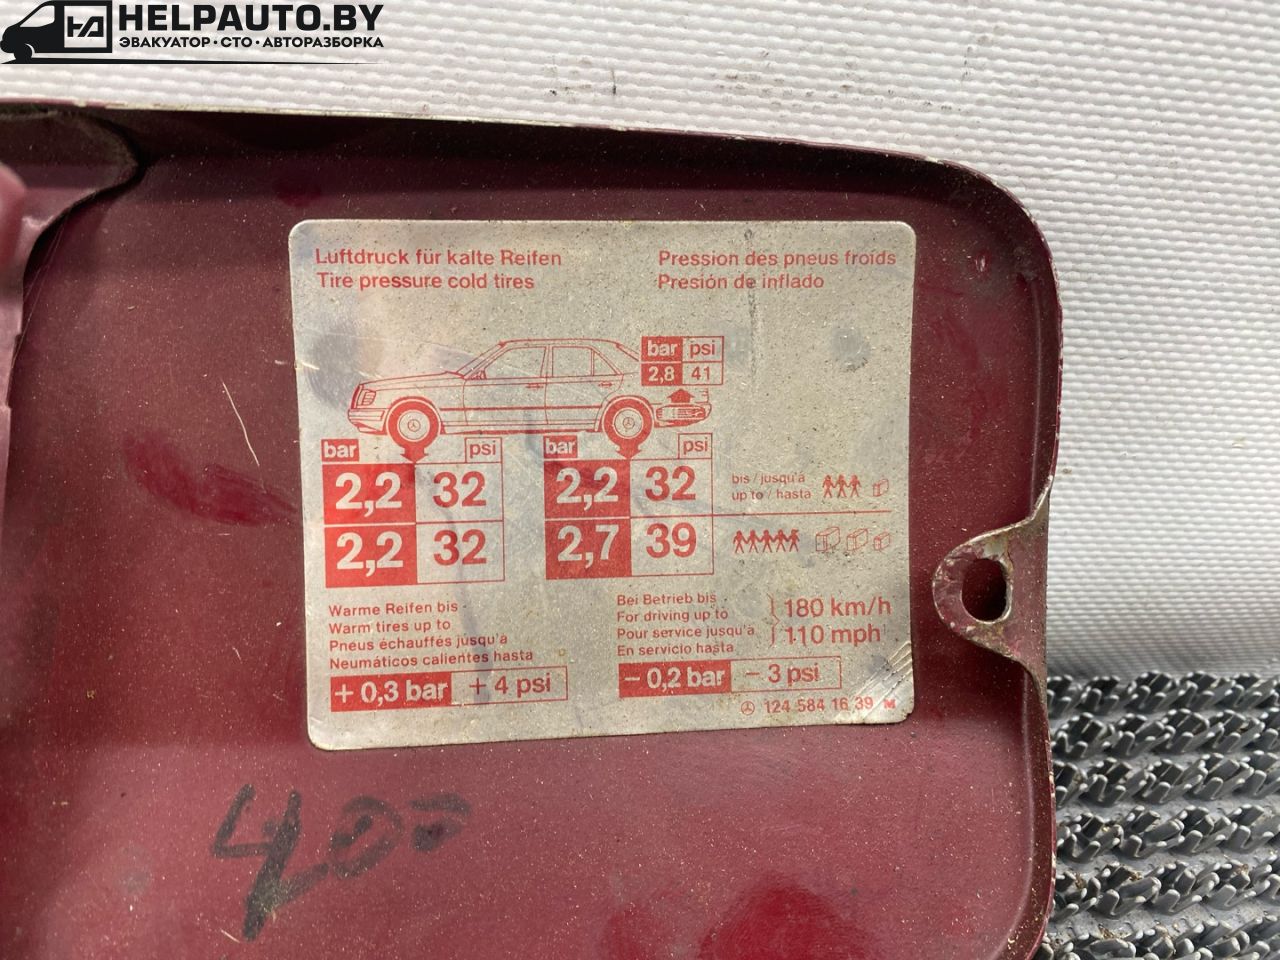 HELPAUTO.BY
ЭВАКУАТОР·СТО·АВТОРАЗБОРКА
Luftdruck für kalte Reifen
Tire pressure cold tires
Pression des pneus froids
Presión de inflado
bar psi
2,8 41
bar psi bar psi
2,2 32 2,2 32
bis / jusqu'à
up to / hasta
2,2 32 2,7 39
Warme Reifen bis
Warm tires up to
Pneus échauffés jusqu'à
Neumáticos calientes hasta
+ 0,3 bar + 4 psi
Bei Betrieb bis
For driving up to
Pour service jusqu'à
En servicio hasta
180 km/h
110 mph
- 0,2 bar - 3 psi
124 584 16 39
400